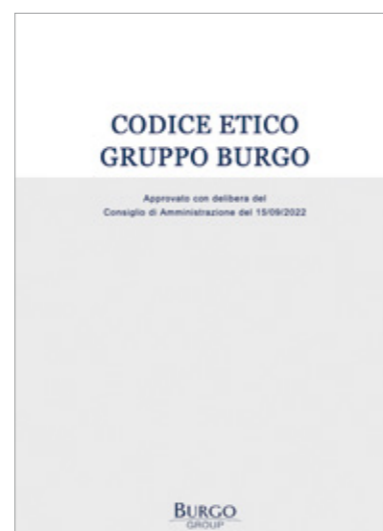 CODICE ETICO
GRUPPO BURGO
Approvato con delibera del
Consiglio di Amministrazione del 15/09/2022
BURGO
GROUP